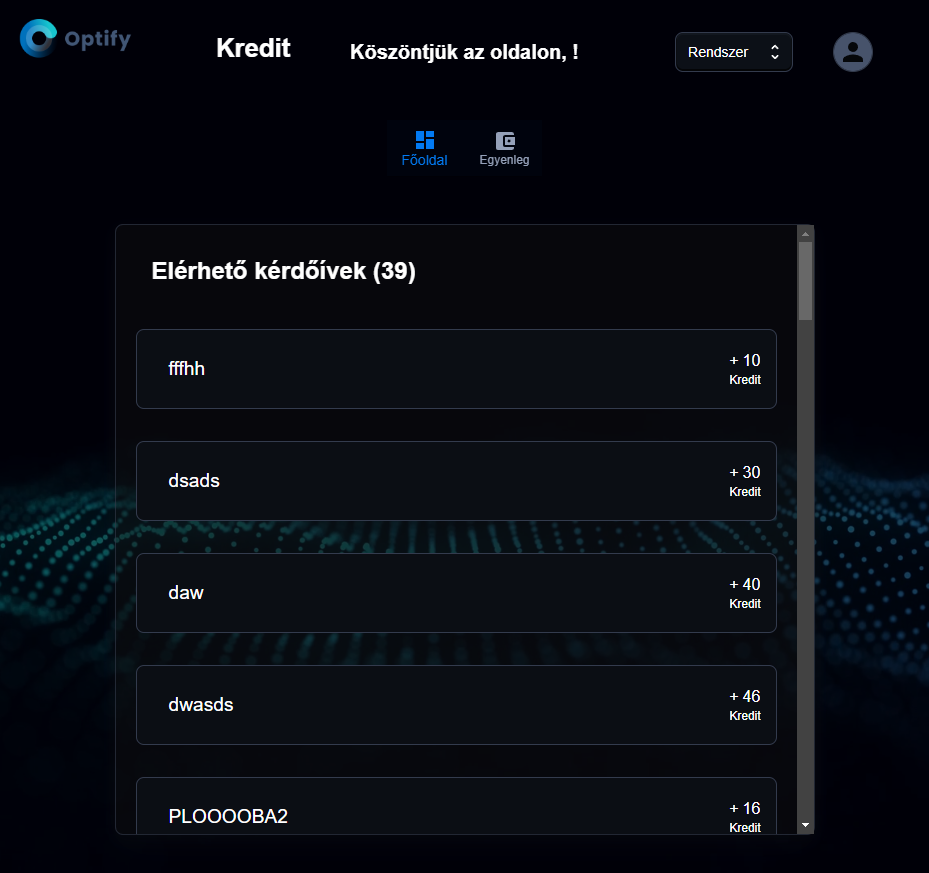 Optify
Kredit
Köszöntjük az oldalon, !
Rendszer
Főoldal
Egyenleg
Elérhető kérdőívek (39)
fffhh
+ 10
Kredit
dsads
+ 30
Kredit
daw
+ 40
Kredit
dwasds
+ 46
Kredit
PLOOOOBA2
+ 16
Kredit